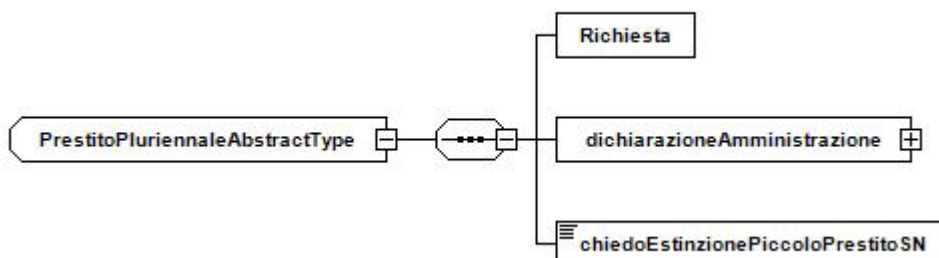 Richiesta
PrestitoPluriennaleAbstractType
dichiarazioneAmministrazione
chiedoEstinzionePiccoloPrestitoSN